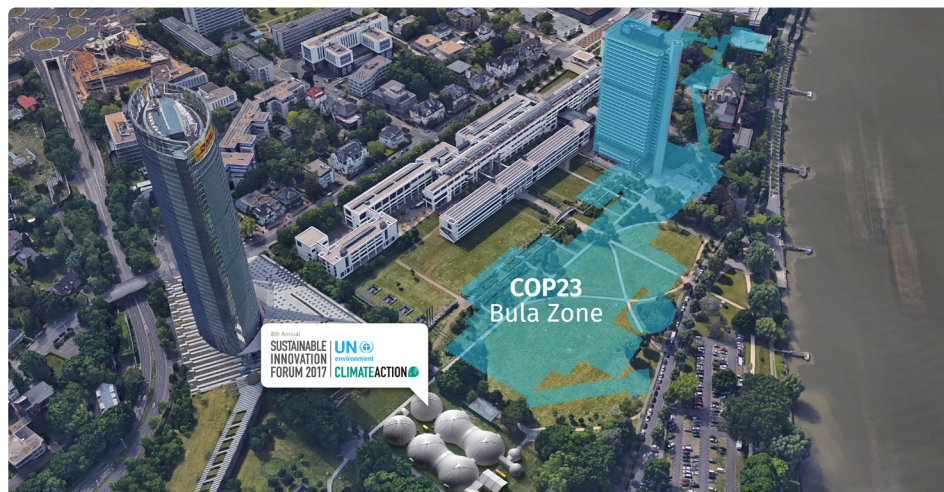 COP23
Bula Zone
8th Annual
SUSTAINABLE
INNOVATION
FORUM 2017
UN
environment
CLIMATEACTION